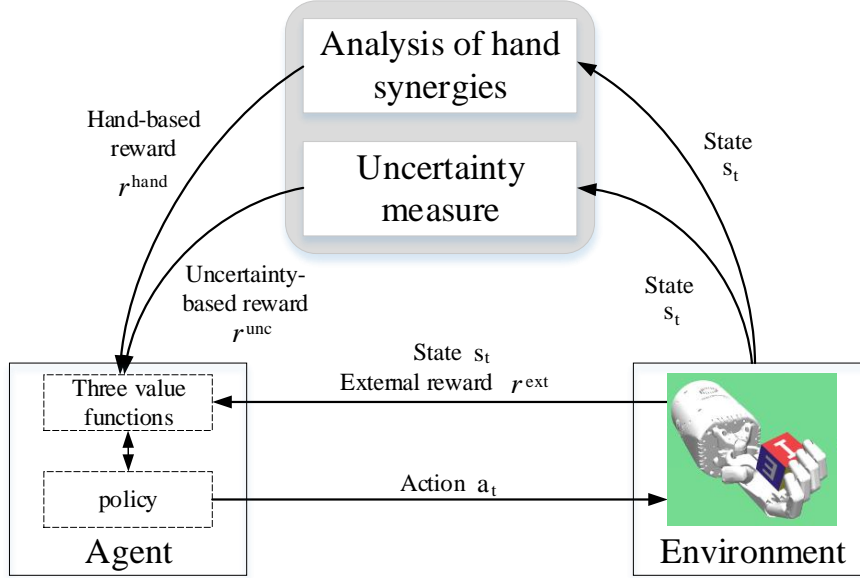 Analysis of hand
synergies
Hand-based
reward
r^hand
State
s_t
Uncertainty
measure
Uncertainty-
based reward
r^unc
State
s_t
State s_t
External reward r^ext
Three value
functions
policy
Action a_t
Agent
Environment
I
E